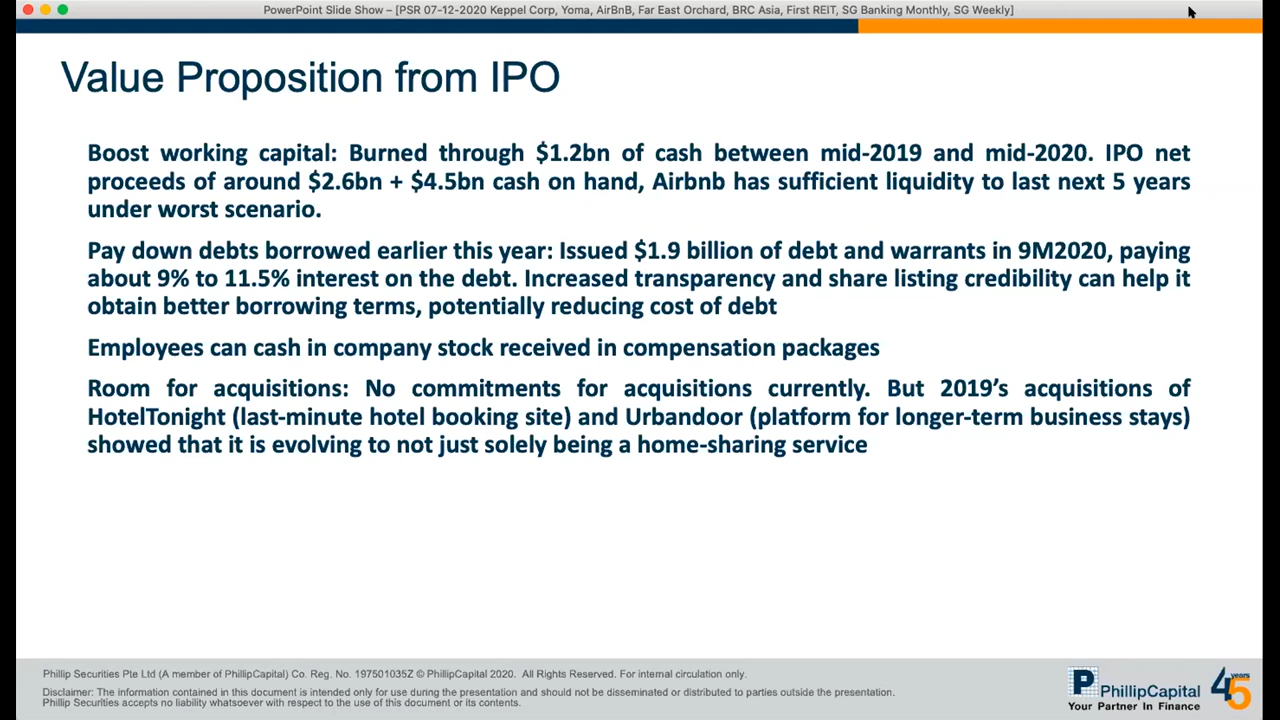 PowerPoint Slide Show – [PSR 07-12-2020 Keppel Corp, Yoma, AirBnB, Far East Orchard, BRC Asia, First REIT, SG Banking Monthly, SG Weekly]
Value Proposition from IPO
Boost working capital: Burned through $1.2bn of cash between mid-2019 and mid-2020. IPO net
proceeds of around $2.6bn + $4.5bn cash on hand, Airbnb has sufficient liquidity to last next 5 years
under worst scenario.
Pay down debts borrowed earlier this year: Issued $1.9 billion of debt and warrants in 9M2020, paying
about 9% to 11.5% interest on the debt. Increased transparency and share listing credibility can help it
obtain better borrowing terms, potentially reducing cost of debt
Employees can cash in company stock received in compensation packages
Room for acquisitions: No commitments for acquisitions currently. But 2019’s acquisitions of
HotelTonight (last-minute hotel booking site) and Urbandoor (platform for longer-term business stays)
showed that it is evolving to not just solely being a home-sharing service
Phillip Securities Pte Ltd (A member of PhillipCapital) Co. Reg. No. 197501035Z © PhillipCapital 2020. All Rights Reserved. For internal circulation only.
Disclaimer: The information contained in this document is intended only for use during the presentation and should not be disseminated or distributed to parties outside the presentation.
Phillip Securities accepts no liability whatsoever with respect to the use of this document or its contents.
P PhillipCapital
Your Partner In Finance
45 years